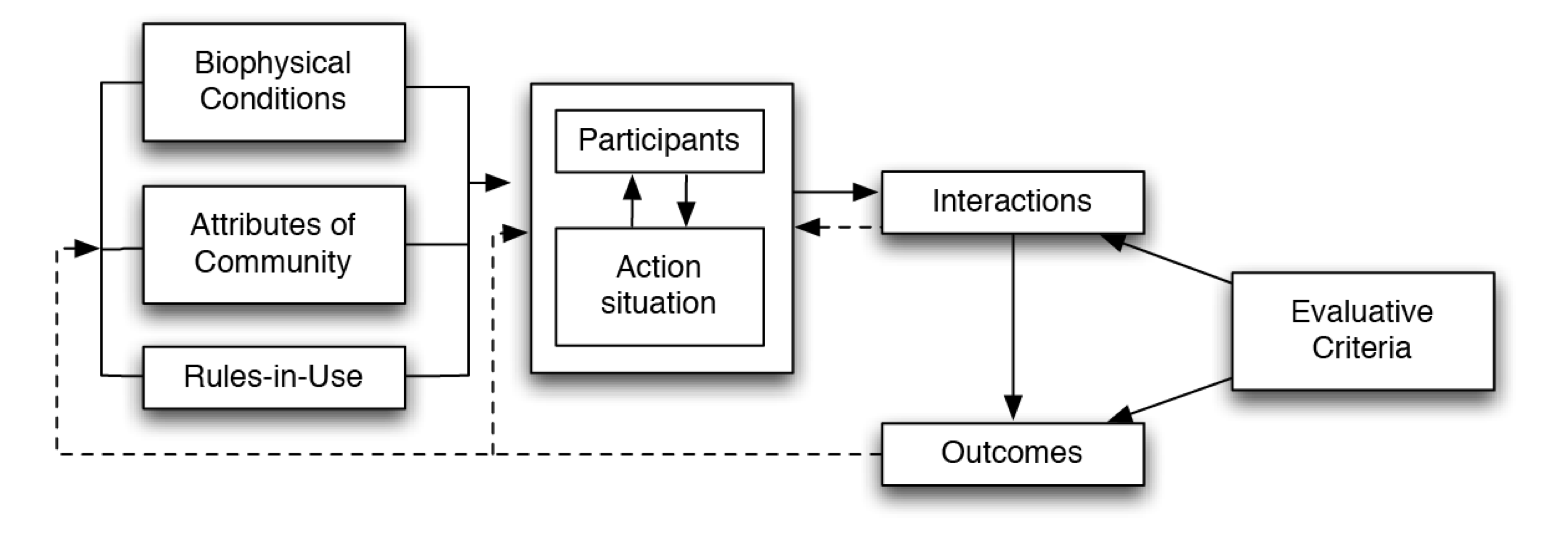 Biophysical
Conditions
Attributes of
Community
Rules-in-Use
Participants
Action
situation
Interactions
Outcomes
Evaluative
Criteria